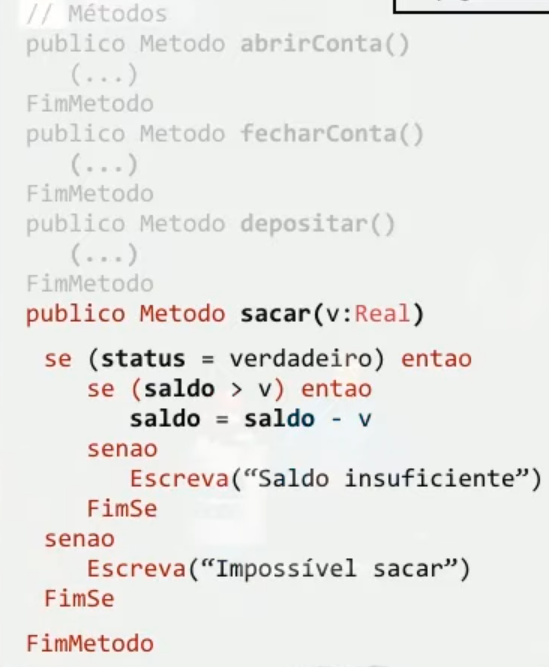 // Métodos
publico Metodo abrirConta()
(...)
FimMetodo
publico Metodo fecharConta()
(...)
FimMetodo
publico Metodo depositar()
(...)
FimMetodo
publico Metodo sacar(v:Real)
se (status = verdadeiro) entao
se (saldo > v) entao
saldo = saldo - v
senao
Escreva(“Saldo insuficiente”)
FimSe
senao
Escreva(“Impossível sacar”)
FimSe
FimMetodo